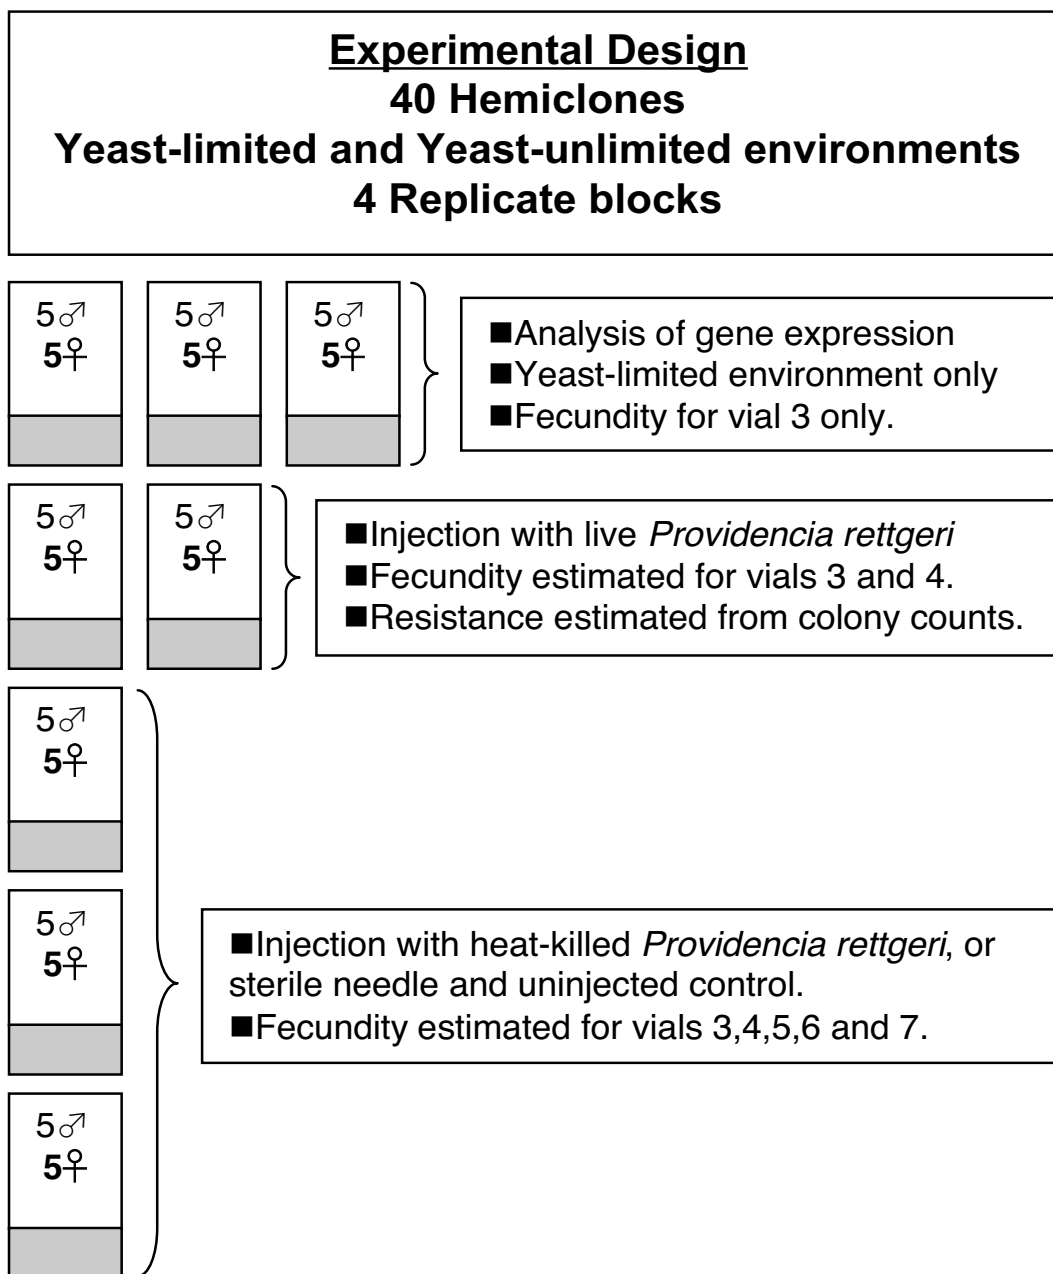 Experimental Design
40 Hemiclones
Yeast-limited and Yeast-unlimited environments
4 Replicate blocks
5♂ 5♂ 5♂
5♀ 5♀ 5♀
■Analysis of gene expression
■Yeast-limited environment only
■Fecundity for vial 3 only.
5♂ 5♂
5♀ 5♀
■Injection with live Providencia rettgeri
■Fecundity estimated for vials 3 and 4.
■Resistance estimated from colony counts.
5♂
5♀
5♂
5♀
■Injection with heat-killed Providencia rettgeri, or
sterile needle and uninjected control.
■Fecundity estimated for vials 3,4,5,6 and 7.
5♂
5♀